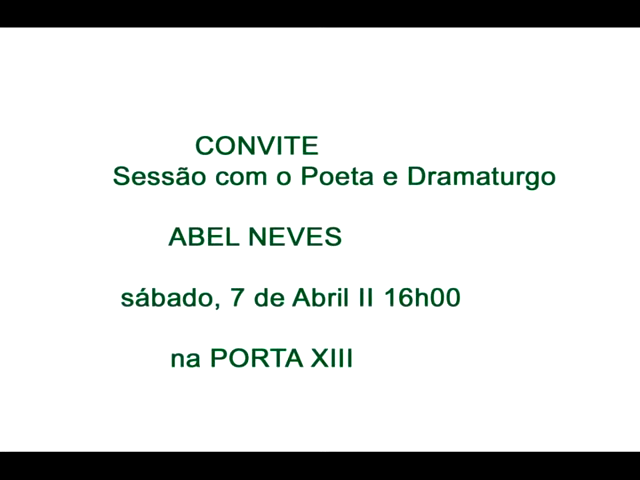 CONVITE
Sessão com o Poeta e Dramaturgo
ABEL NEVES
sábado, 7 de Abril II 16h00
na PORTA XIII